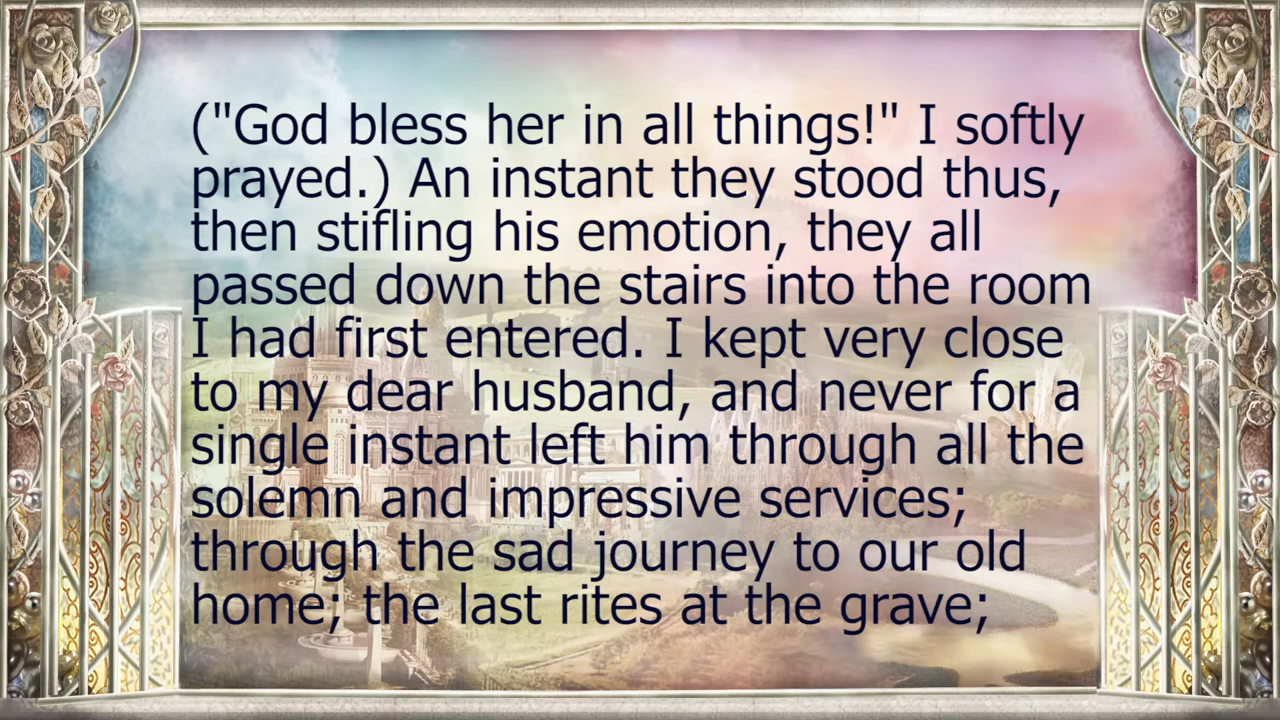 ("God bless her in all things!" I softly
prayed.) An instant they stood thus,
then stifling his emotion, they all
passed down the stairs into the room
I had first entered. I kept very close
to my dear husband, and never for a
single instant left him through all the
solemn and impressive services;
through the sad journey to our old
home; the last rites at the grave;